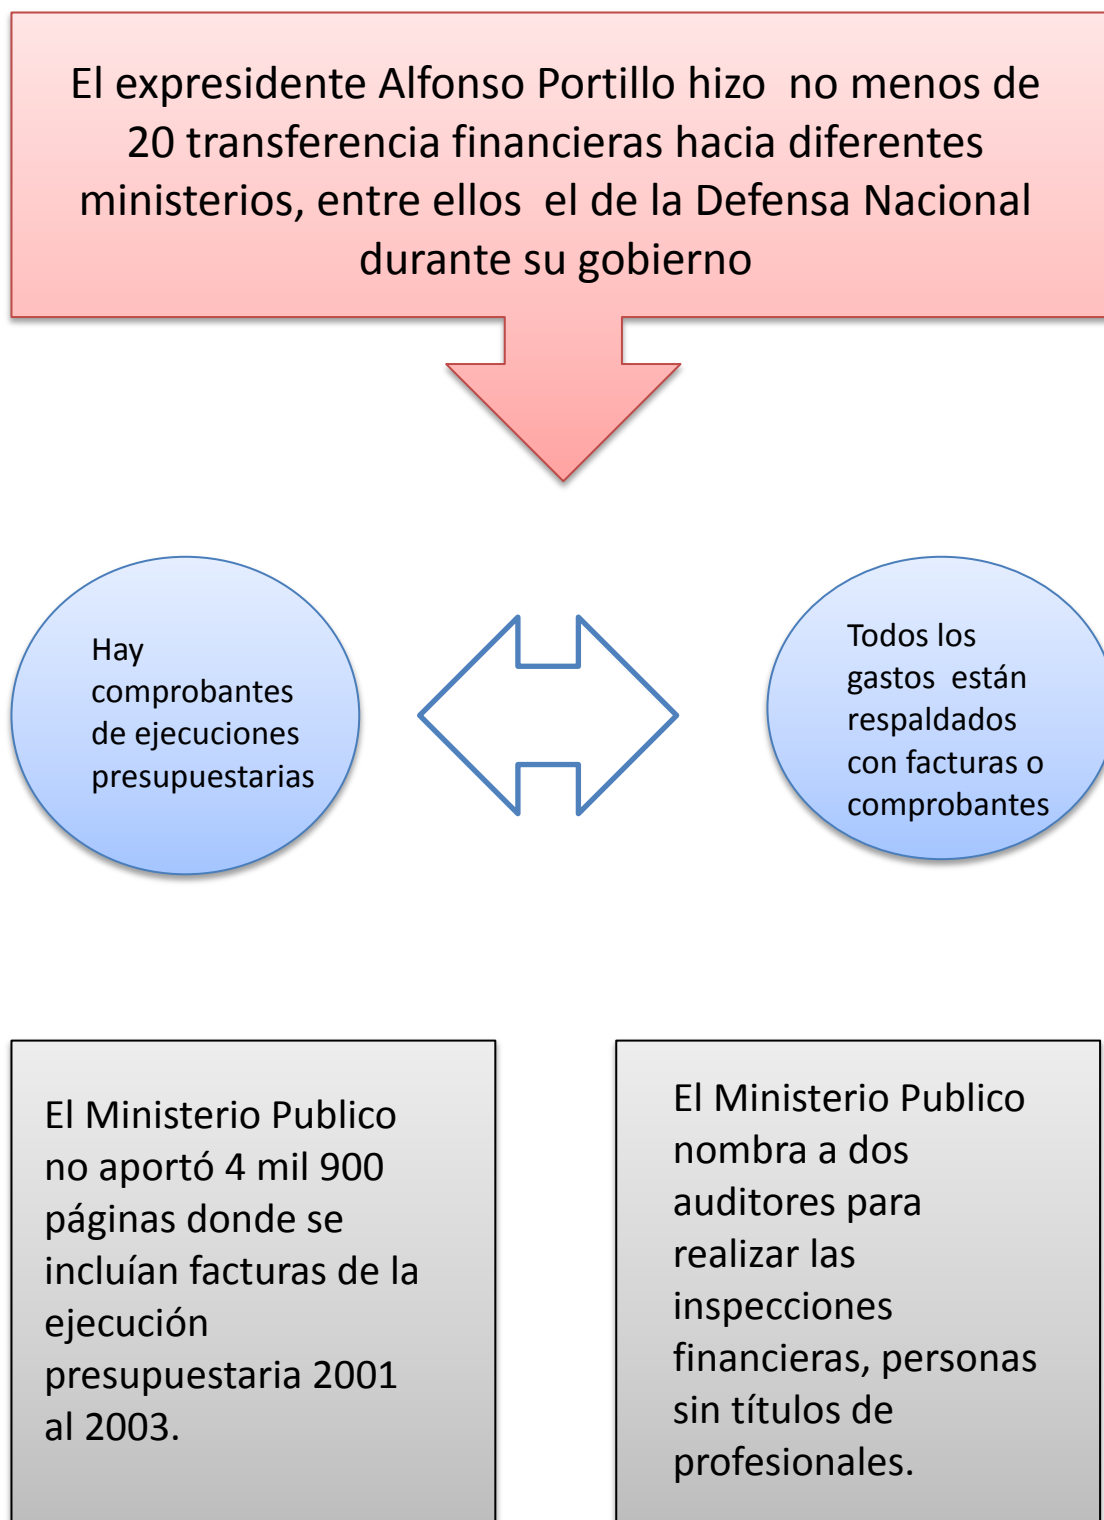 El expresidente Alfonso Portillo hizo  no menos de
20 transferencia financieras hacia diferentes
ministerios, entre ellos  el de la Defensa Nacional
durante su gobierno
Hay
comprobantes
de ejecuciones
presupuestarias
Todos los
gastos  están
respaldados
con facturas o
comprobantes
El Ministerio Publico
no aportó 4 mil 900
páginas donde se
incluían facturas de la
ejecución
presupuestaria 2001
al 2003.
El Ministerio Publico
nombra a dos
auditores para
realizar las
inspecciones
financieras, personas
sin títulos de
profesionales.